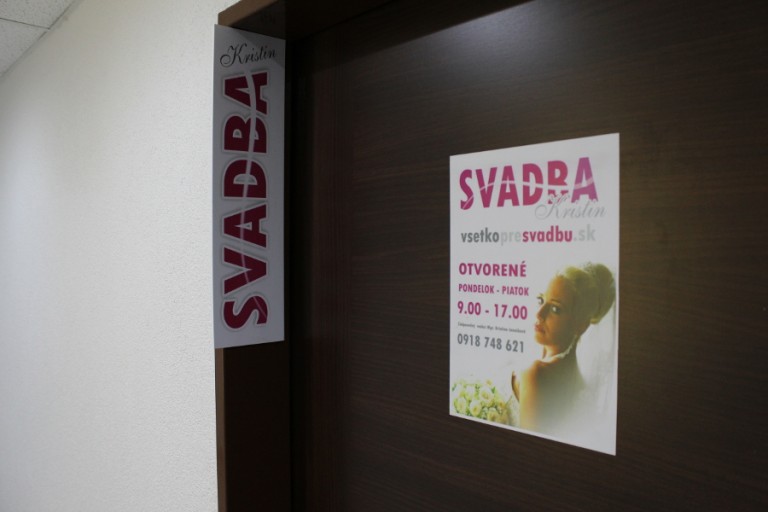 Kristin
SVADBA
SVADBA
Kristin
vsetkopresvadbu.sk
OTVORENÉ
PONDELOK - PIATOK
9.00 - 17.00
0918 748 621